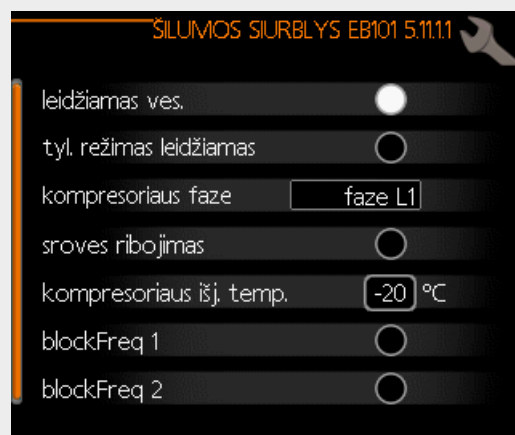 ŠILUMOS SIURBLYS EB101 5.11.1.1
leidžiamas ves.
tyl. režimas leidžiamas
kompresoriaus faze faze L1
sroves ribojimas
kompresoriaus išj. temp. -20 °C
blockFreq 1
blockFreq 2